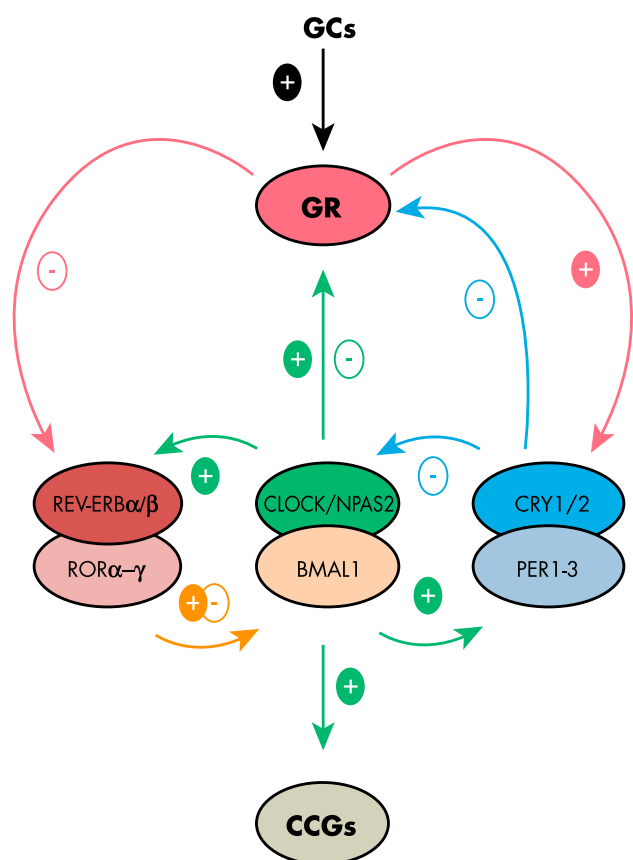 GCs
+
GR
-
+
-
+ -
+
-
REV-ERBα/β
CLOCK/NPAS2
CRY1/2
RORα–γ
BMAL1
PER1-3
+-
+
+
CCGs